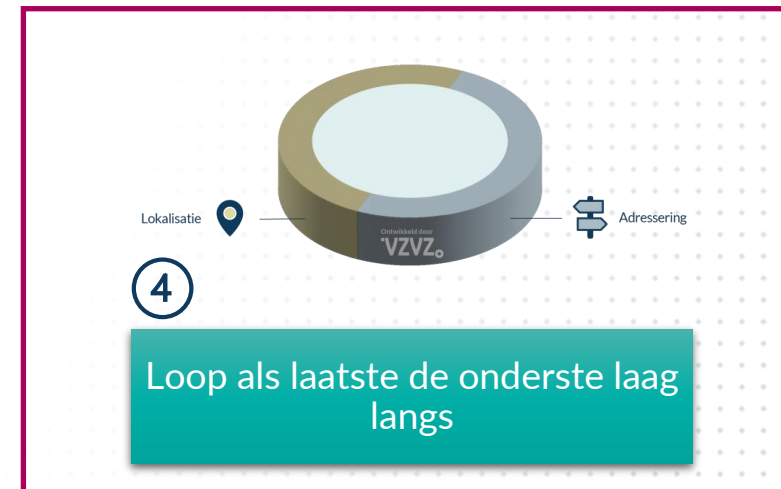 Lokalisatie
Adressering
Ontwikkeld door
VZVZ
4
Loop als laatste de onderste laag
langs